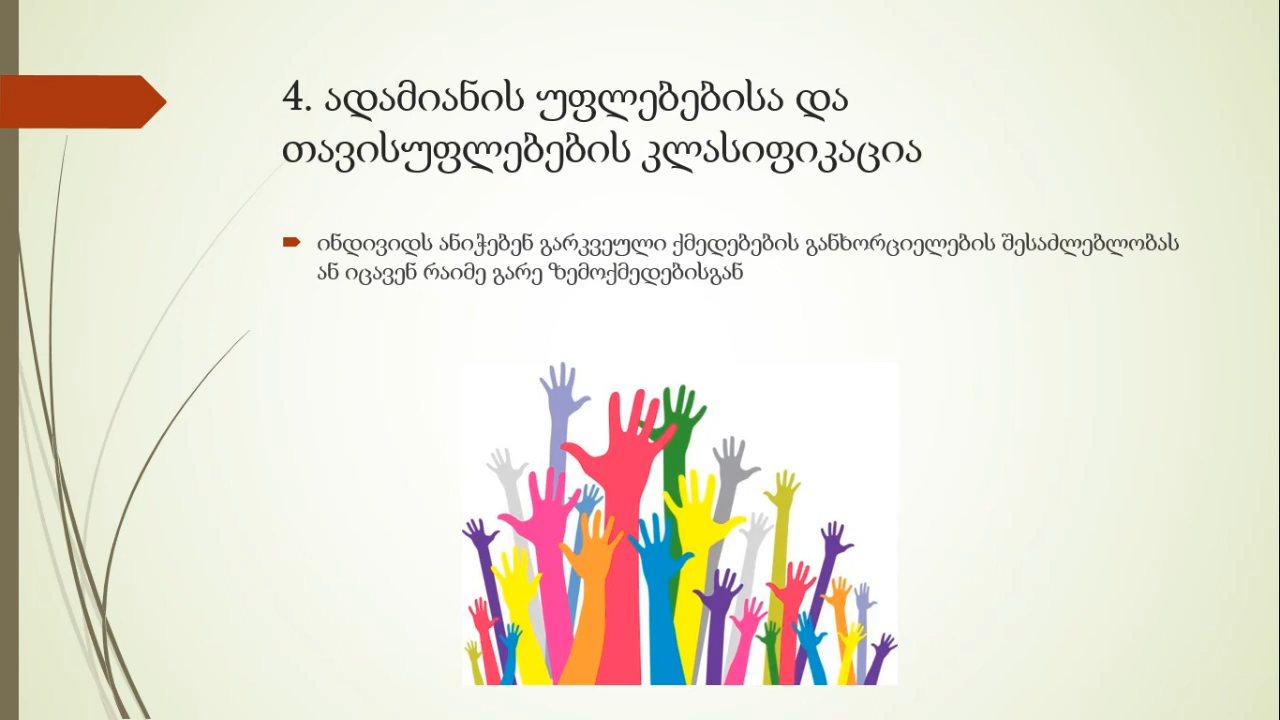 4. ადამიანის უფლებებისა და
თავისუფლებების კლასიფიკაცია
ინდივიდს ანიჭებენ გარკვეული ქმედებების განხორციელების შესაძლებლობას
ან იცავენ რაიმე გარე ზემოქმედებისგან